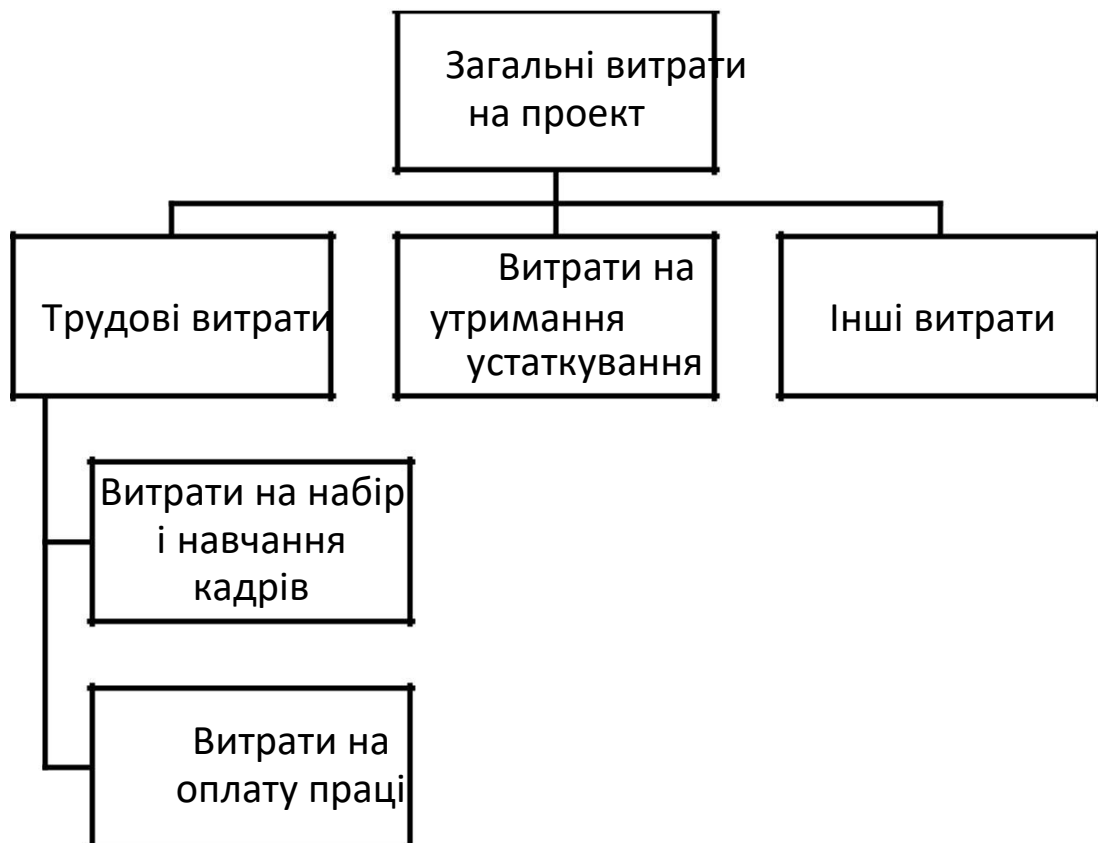 Загальні витрати
на проект
Трудові витрати
Витрати на
утримання
устаткування
Інші витрати
Витрати на набір
і навчання
кадрів
Витрати на
оплату праці